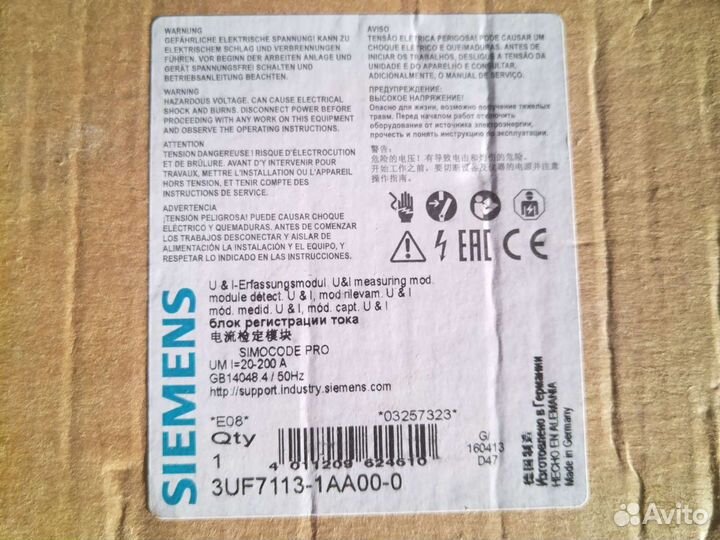 WARNUNG
GEFÄHRLICHE ELEKTRISCHE SPANNUNG! KANN ZU
ELEKTRISCHEM SCHLAG UND VERBRENNUNGEN
FÜHREN. VOR BEGINN DER ARBEITEN ANLAGE UND
GERÄT SPANNUNGSFREI SCHALTEN UND
BETRIEBSANLEITUNG BEACHTEN.
WARNING
HAZARDOUS VOLTAGE. CAN CAUSE ELECTRICAL
SHOCK AND BURNS. DISCONNECT POWER BEFORE
PROCEEDING WITH ANY WORK ON THIS EQUIPMENT
AND OBSERVE THE OPERATING INSTRUCTIONS.
ATTENTION
TENSION DANGEREUSE ! RISQUE D'ÉLECTROCUTION
ET DE BRÛLURE. AVANT D'Y INTERVENIR POUR
TRAVAUX, METTRE L'INSTALLATION OU L'APPAREIL
HORS TENSION, ET TENIR COMPTE DES
INSTRUCTIONS DE SERVICE.
ADVERTENCIA
¡TENSIÓN PELIGROSA! PUEDE CAUSAR CHOQUE
ELÉCTRICO Y QUEMADURAS. ANTES DE COMENZAR
LOS TRABAJOS DESCONECTAR Y AISLAR DE
ALIMENTACIÓN LA INSTALACIÓN Y EL EQUIPO, Y
RESPETAR LO INDICADO EN LAS INSTRUCCIONES.
AVISO
TENSÃO ELÉTRICA PERIGOSA! PODE CAUSAR UM
CHOQUE ELÉTRICO E QUEIMADURAS. ANTES DE
INICIAR OS TRABALHOS, DESLIGUE A TENSÃO DA
UNIDADE E DO APARELHO E CONSULTAR,
ADICIONALMENTE, O MANUAL DE SERVIÇO.
ПРЕДУПРЕЖДЕНИЕ:
ВЫСОКОЕ НАПРЯЖЕНИЕ!
Опасно для жизни, возможно получение тяжелых
травм. Перед началом работ отключить
оборудование от источника электроэнергии,
прочесть и понять инструкцию по эксплуатации.
警告:
危险的电压! 有导致电击和灼伤的危险。
开始工作之前, 要切断设备及仪器的电源并注意
操作指南。
EAC CE
SIEMENS
U & I-Erfassungsmodul U&I measuring mod.
module détect. U & I, mod rilevam. U & I
mód. medid. U & I, mód. capt. U & I
блок регистрации тока
电流检定模块
SIMOCODE PRO
UM I=20-200 A
GB14048.4 / 50Hz
http://support.industry.siemens.com
*E08*
*03257323*
Qty
1
4 011209 624610
G/
160413
D47
3UF7113-1AA00-0
德国制造
Изготовлено в Германии
HECHO EN ALEMANIA
Made in Germany
Avito